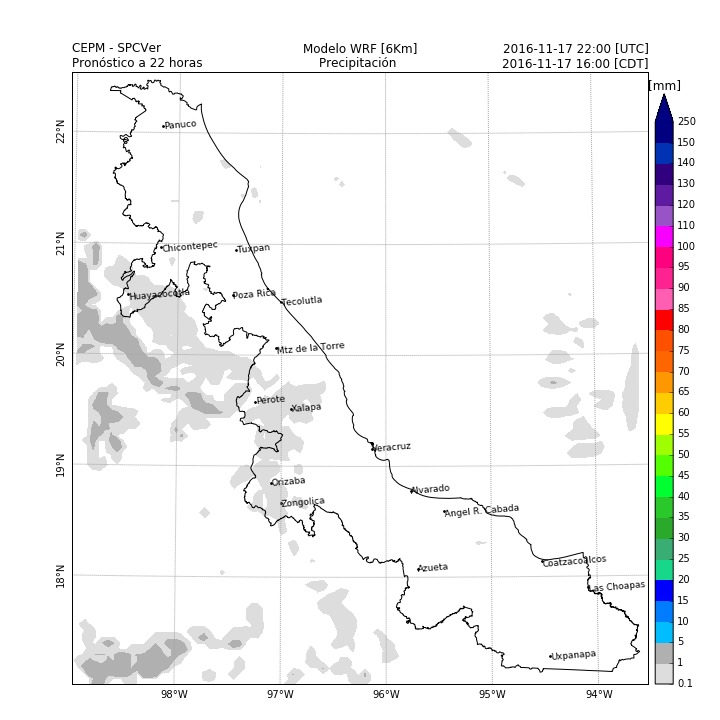 CEPM - SPCVer Modelo WRF [6Km] 2016-11-17 22:00 [UTC]
Pronóstico a 22 horas Precipitación 2016-11-17 16:00 [CDT]
[mm]
250
150
140
130
120
110
100
95
90
85
80
75
70
65
60
55
50
45
40
35
30
25
20
15
10
5
1
0.1
22°N
21°N
20°N
19°N
18°N
Panuco
Chicontepec
Tuxpan
Huayacocotla
Poza Rica
Tecolutla
Mtz de la Torre
Perote
Xalapa
Veracruz
Orizaba
Alvarado
Zongolica
Angel R. Cabada
Azueta
Coatzacoalcos
Las Choapas
Uxpanapa
98°W 97°W 96°W 95°W 94°W